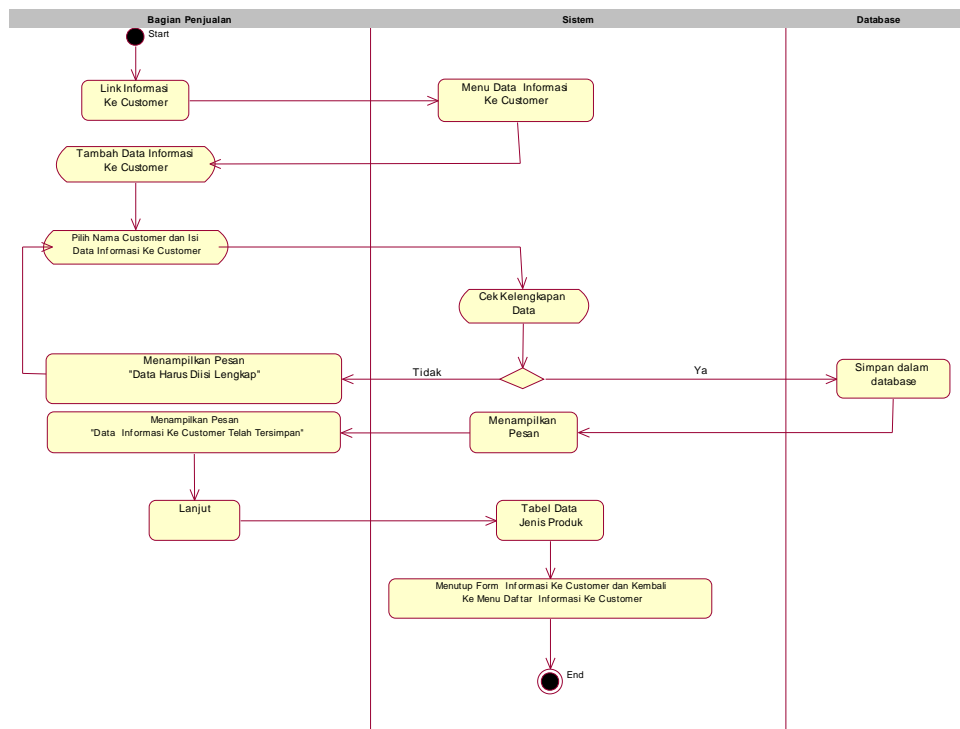 Bagian Penjualan
Sistem
Database
Start
Link Informasi
Ke Customer
Menu Data Informasi
Ke Customer
Tambah Data Informasi
Ke Customer
Pilih Nama Customer dan Isi
Data Informasi Ke Customer
Cek Kelengkapan
Data
Menampilkan Pesan
"Data Harus Diisi Lengkap"
Tidak
Ya
Simpan dalam
database
Menampilkan Pesan
"Data Informasi Ke Customer Telah Tersimpan"
Menampilkan
Pesan
Lanjut
Tabel Data
Jenis Produk
Menutup Form Informasi Ke Customer dan Kembali
Ke Menu Daftar Informasi Ke Customer
End